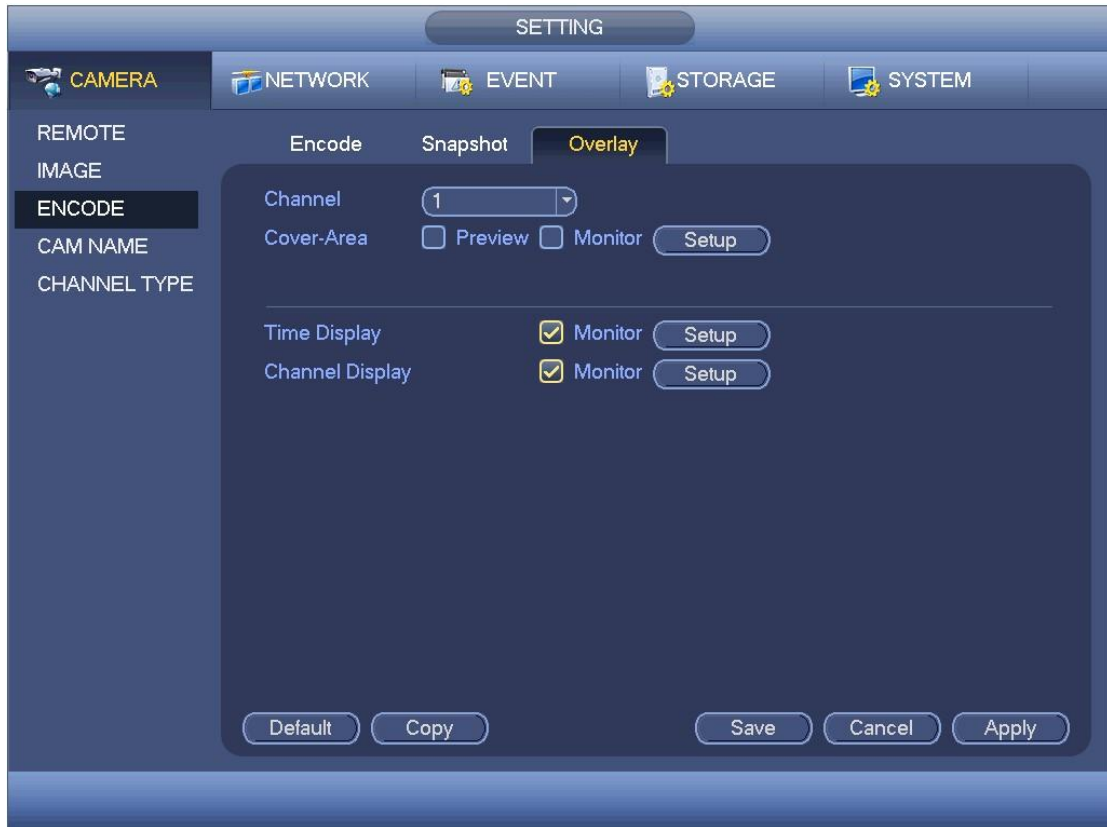 SETTING
CAMERA NETWORK EVENT STORAGE SYSTEM
REMOTE
IMAGE
ENCODE
CAM NAME
CHANNEL TYPE
Encode Snapshot Overlay
Channel 1
Cover-Area Preview Monitor Setup
Time Display Monitor Setup
Channel Display Monitor Setup
Default Copy Save Cancel Apply